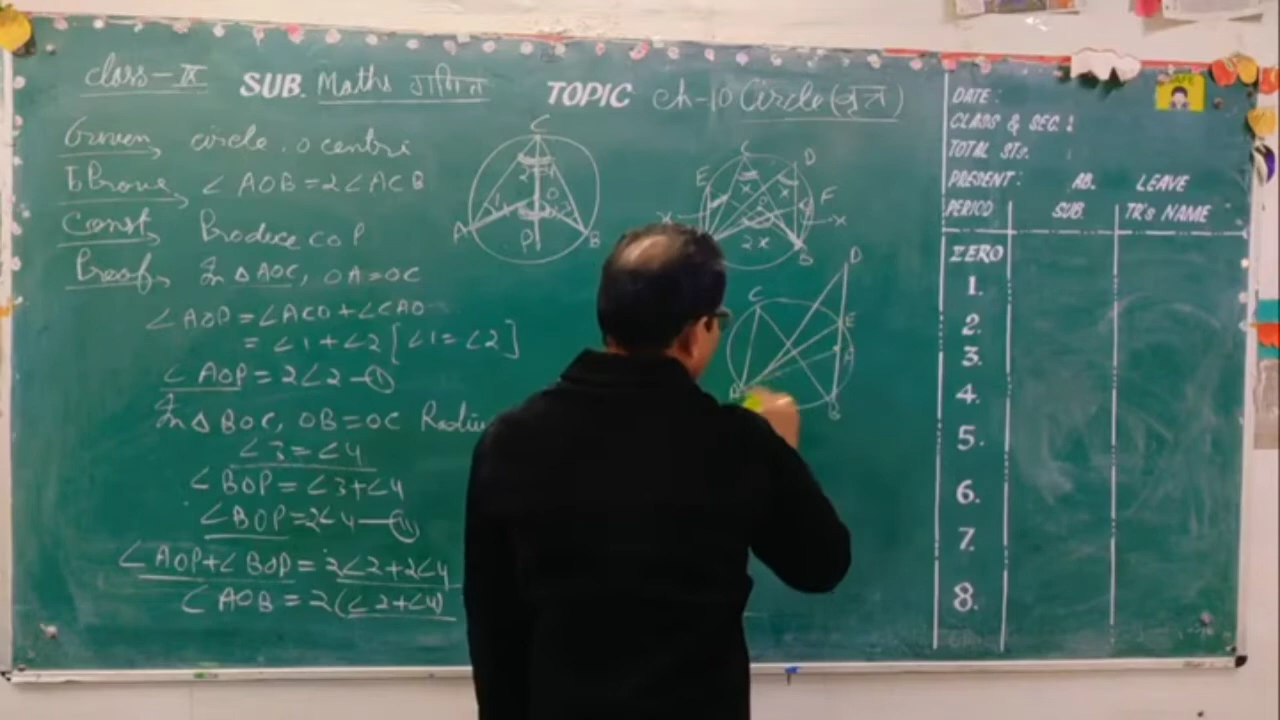 class-IX SUB. Maths गणित TOPIC ch-10 Circle (वृत्त)
Given, circle. o centre
To Prove, ∠AOB=2∠ACB
Const, Produce CO P
Proof, In △AOC, OA=OC
∠AOP=∠ACO+∠CAO
=∠1+∠2[∠1=∠2]
∠AOP=2∠2-①
In △BOC, OB=OC
∠3=∠4
∠BOP=∠3+∠4
∠BOP=2∠4-(ii)
∠AOP+∠BOP=2∠2+2∠4
∠AOB=2(∠2+∠4)
C
A
B
P
C
D
E
F
x
x
2x
B
D
C
E
B
DATE:
CLASS & SEC:
TOTAL STs.
PRESENT: AB. LEAVE
PERIOD SUB. TR's NAME
ZERO
1.
2.
3.
4.
5.
6.
7.
8.